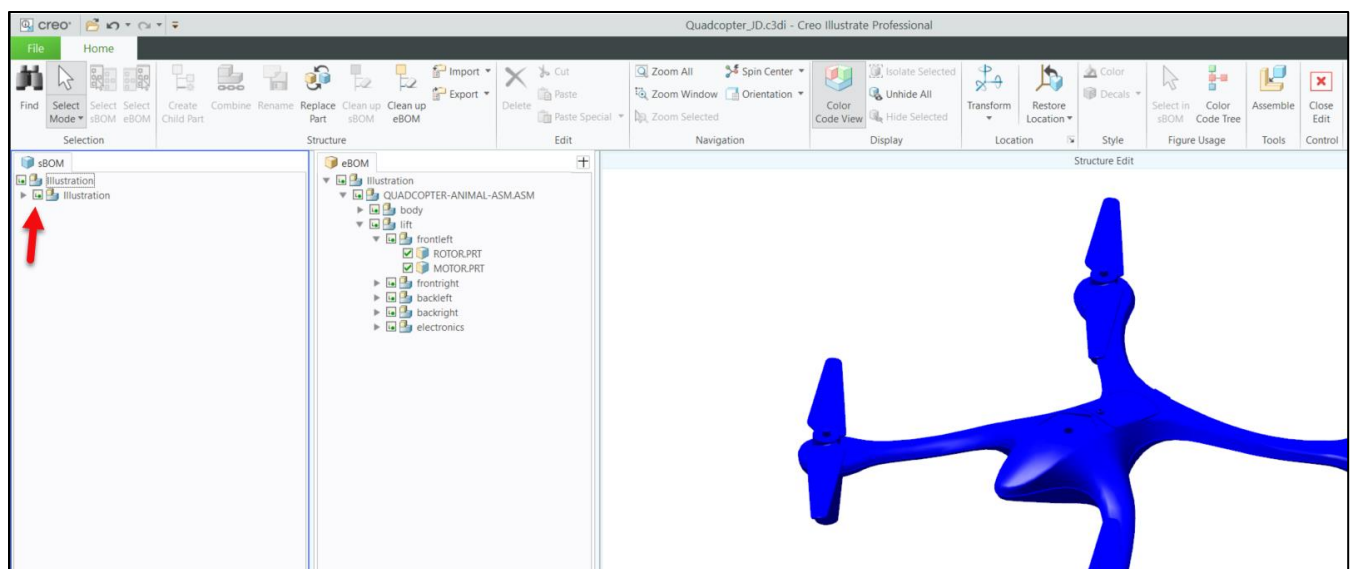 creo
Quadcopter_JD.c3di - Creo Illustrate Professional
File Home
Find
Select Mode
Select sBOM
Select eBOM
Selection
Create Child Part
Combine
Rename
Replace Part
Clean up sBOM
Clean up eBOM
Import
Export
Structure
Delete
Cut
Paste
Paste Special
Edit
Zoom All
Zoom Window
Zoom Selected
Spin Center
Orientation
Navigation
Color Code View
Isolate Selected
Unhide All
Hide Selected
Display
Transform
Restore Location
Location
Color
Decals
Style
Select in sBOM
Color Code Tree
Figure Usage
Assemble
Tools
Close Edit
Control
sBOM
Illustration
Illustration
eBOM
Illustration
QUADCOPTER-ANIMAL-ASM.ASM
body
lift
frontleft
ROTOR.PRT
MOTOR.PRT
frontright
backleft
backright
electronics
Structure Edit